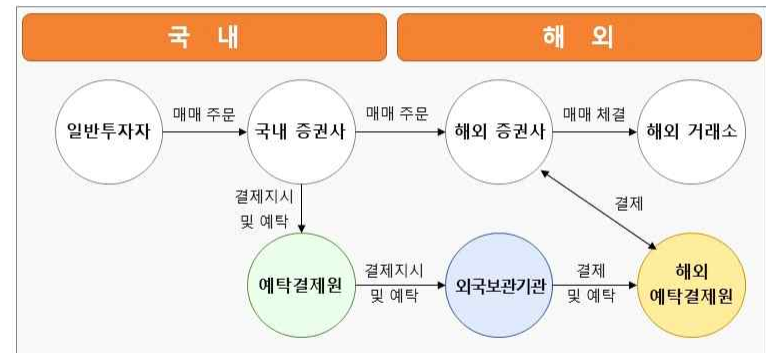 국 내
해 외
매매 주문
매매 주문
매매 체결
일반투자자
국내 증권사
해외 증권사
해외 거래소
결제지시
및 예탁
결제
예탁결제원
결제지시
및 예탁
외국보관기관
결제
및 예탁
해외
예탁결제원